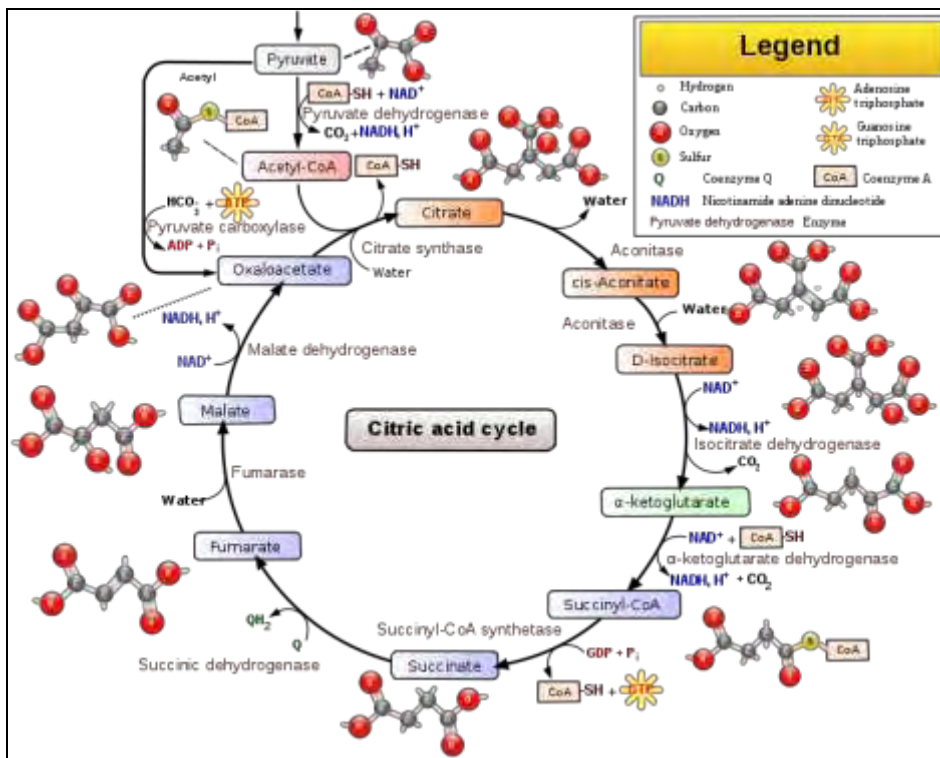 Legend
Hydrogen
Carbon
Oxygen
S Sulfur
Q Coenzyme Q
NADH Nicotinamide adenine dinucleotide
Pyruvate dehydrogenase Enzyme
ATP Adenosine
triphosphate
GTP Guanosine
triphosphate
CoA Coenzyme A
Pyruvate
Acetyl
S CoA
CoA-SH + NAD⁺
Pyruvate dehydrogenase
CO₂ + NADH, H⁺
Acetyl-CoA
CoA-SH
HCO₃⁻ + ATP
Pyruvate carboxylase
ADP + Pᵢ
Oxaloacetate
Citrate
Citrate synthase
Water
Water
Aconitase
cis-Aconitate
Water
Aconitase
D-Isocitrate
NAD⁺
NADH, H⁺
Isocitrate dehydrogenase
CO₂
α-ketoglutarate
NAD⁺ + CoA-SH
α-ketoglutarate dehydrogenase
NADH, H⁺ + CO₂
Succinyl-CoA
S CoA
Succinyl-CoA synthetase
GDP + Pᵢ
CoA-SH + GTP
Succinate
QH₂
Q
Succinic dehydrogenase
Fumarate
Water
Fumarase
Malate
NADH, H⁺
NAD⁺
Malate dehydrogenase
Citric acid cycle